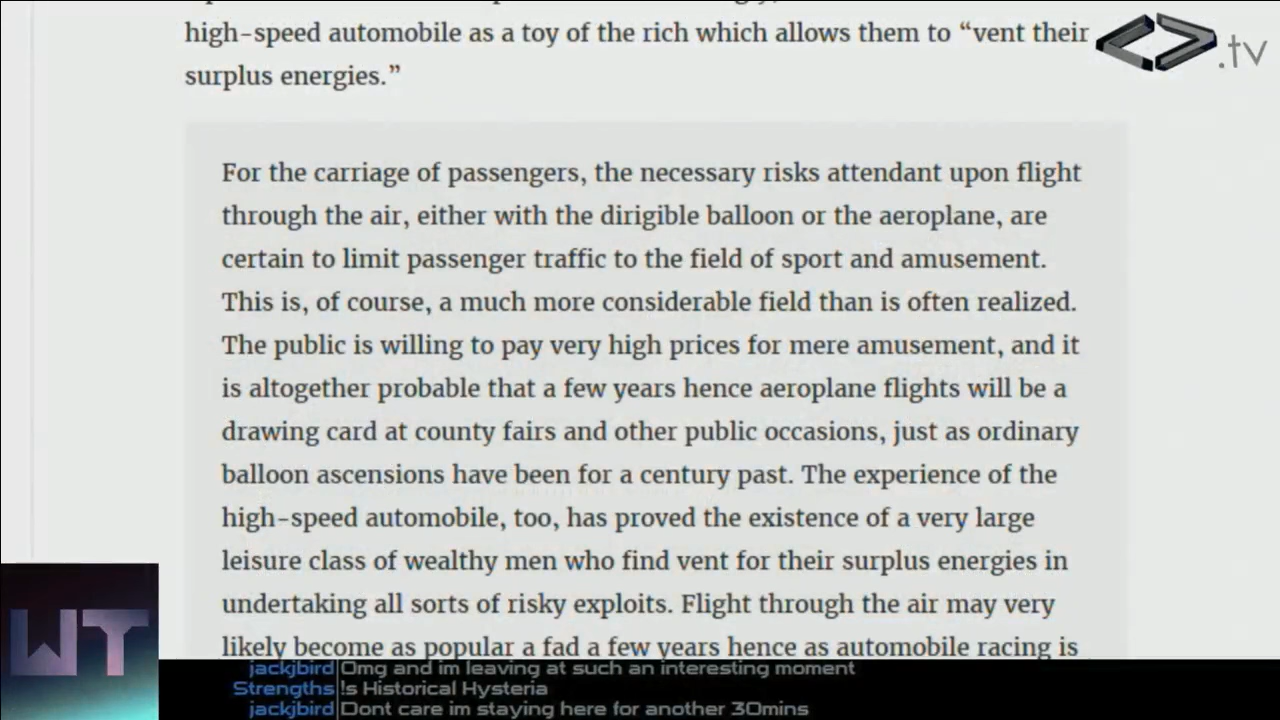 high-speed automobile as a toy of the rich which allows them to “vent their
surplus energies.”
.tv
For the carriage of passengers, the necessary risks attendant upon flight
through the air, either with the dirigible balloon or the aeroplane, are
certain to limit passenger traffic to the field of sport and amusement.
This is, of course, a much more considerable field than is often realized.
The public is willing to pay very high prices for mere amusement, and it
is altogether probable that a few years hence aeroplane flights will be a
drawing card at county fairs and other public occasions, just as ordinary
balloon ascensions have been for a century past. The experience of the
high-speed automobile, too, has proved the existence of a very large
leisure class of wealthy men who find vent for their surplus energies in
undertaking all sorts of risky exploits. Flight through the air may very
likely become as popular a fad a few years hence as automobile racing is
WT
jackjbird Omg and im leaving at such an interesting moment
Strengths !s Historical Hysteria
jackjbird Dont care im staying here for another 30mins